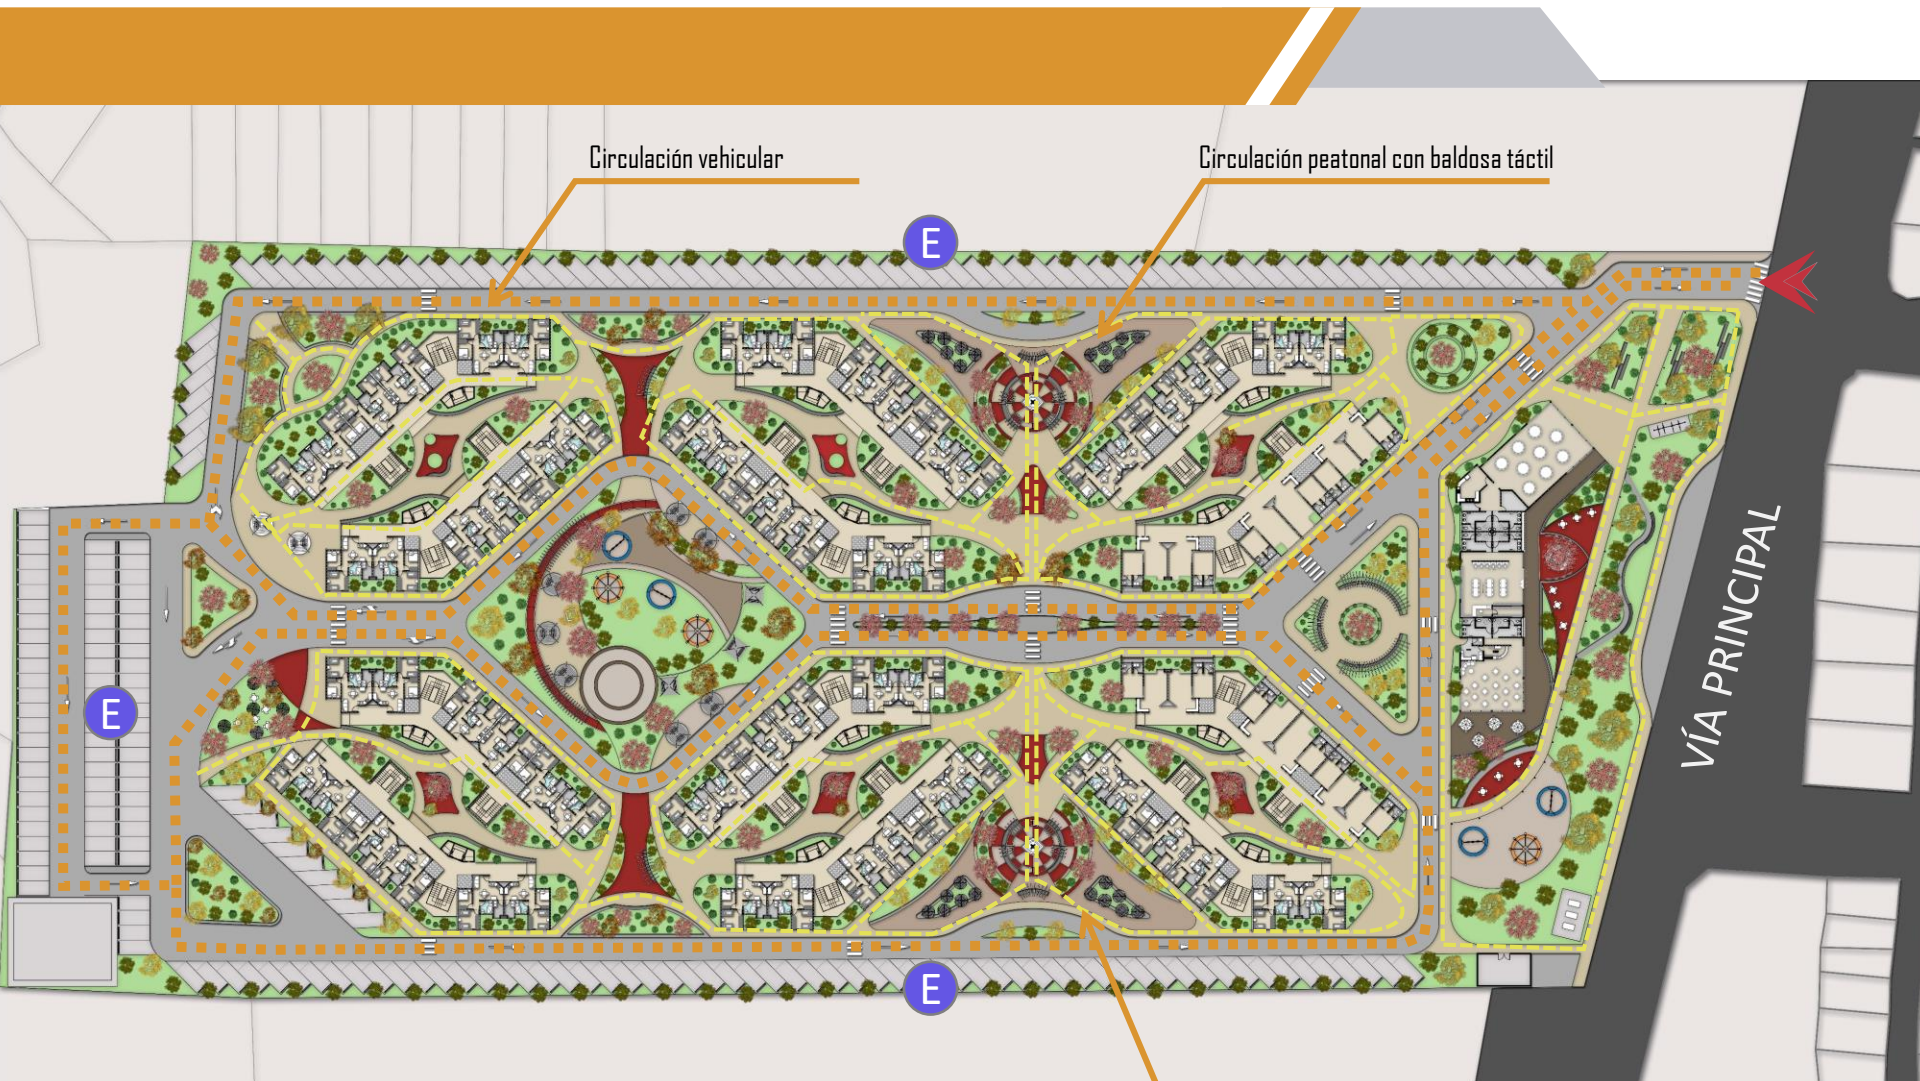 Circulación vehicular
Circulación peatonal con baldosa táctil
E
E
VÍA PRINCIPAL
E